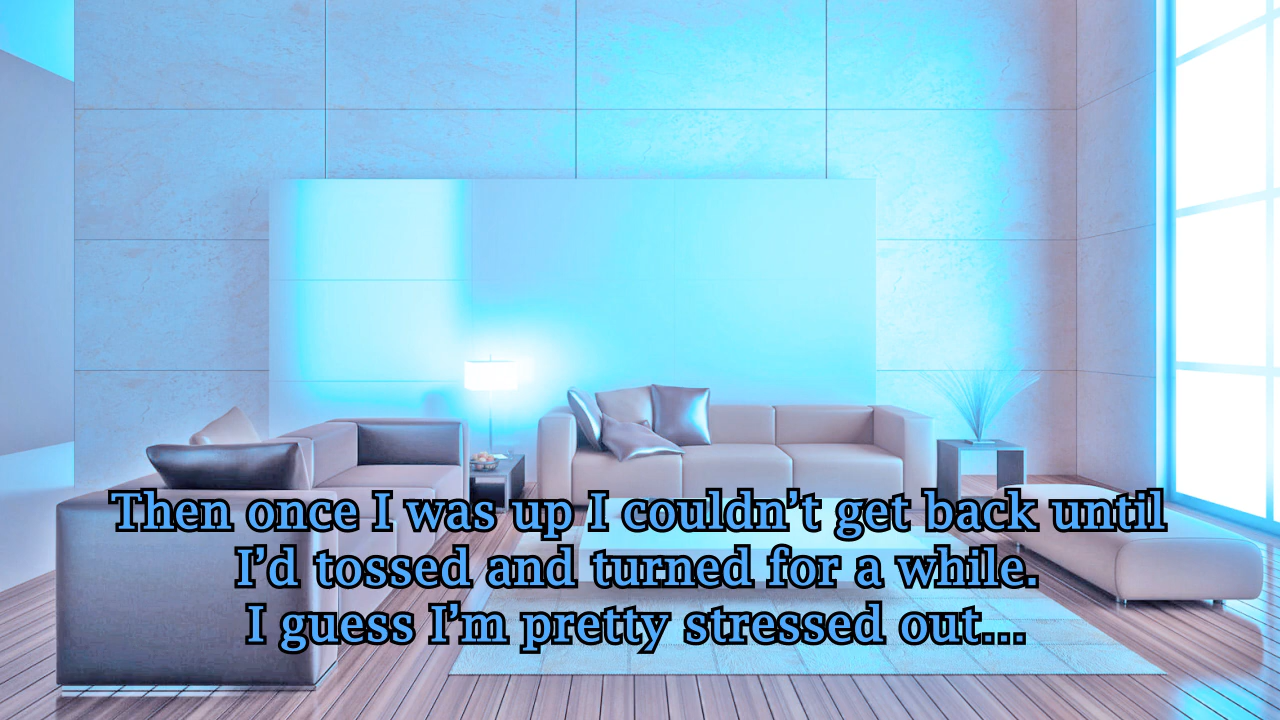 Then once I was up I couldn’t get back until
I’d tossed and turned for a while.
I guess I’m pretty stressed out...